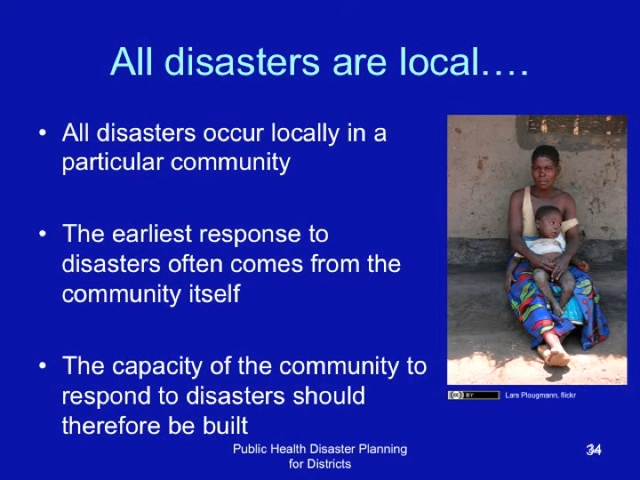 All disasters are local….
• All disasters occur locally in a
particular community
• The earliest response to
disasters often comes from the
community itself
• The capacity of the community to
respond to disasters should
therefore be built
BY
Lars Plougmann, flickr
Public Health Disaster Planning
for Districts